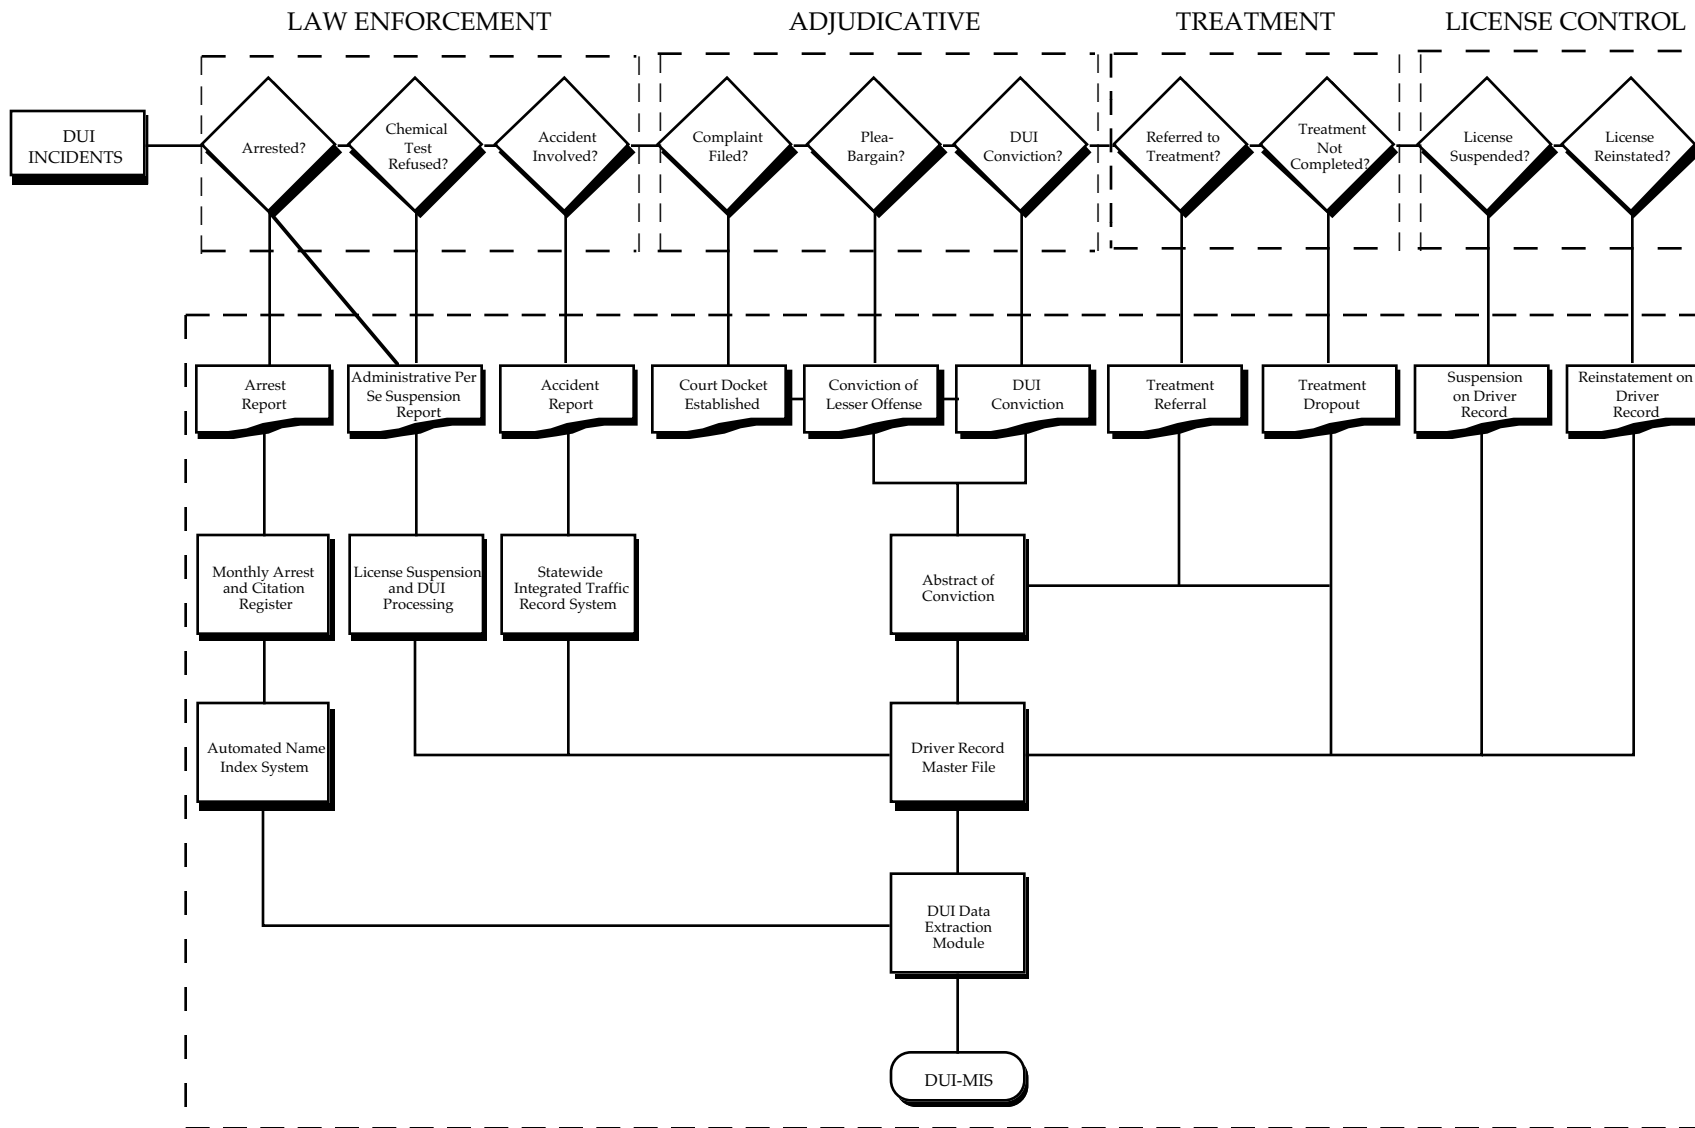 LAW ENFORCEMENT
ADJUDICATIVE
TREATMENT
LICENSE CONTROL
DUI
INCIDENTS
Arrested?
Chemical
Test
Refused?
Accident
Involved?
Complaint
Filed?
Plea-
Bargain?
DUI
Conviction?
Referred to
Treatment?
Treatment
Not
Completed?
License
Suspended?
License
Reinstated?
Arrest
Report
Administrative Per
Se Suspension
Report
Accident
Report
Court Docket
Established
Conviction of
Lesser Offense
DUI
Conviction
Treatment
Referral
Treatment
Dropout
Suspension
on Driver
Record
Reinstatement on
Driver
Record
Monthly Arrest
and Citation
Register
License Suspension
and DUI
Processing
Statewide
Integrated Traffic
Record System
Abstract of
Conviction
Automated Name
Index System
Driver Record
Master File
DUI Data
Extraction
Module
DUI-MIS